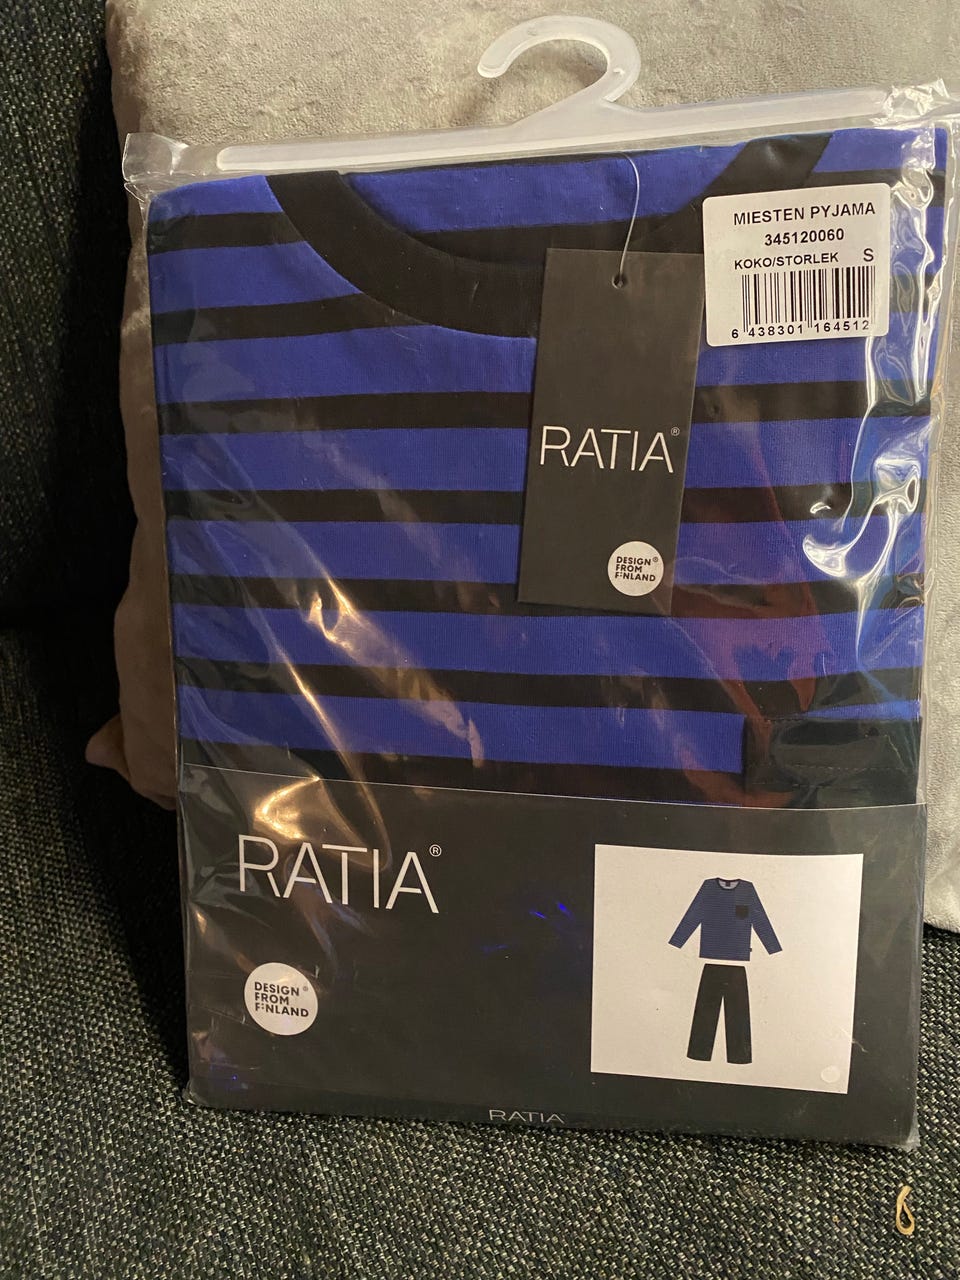 MIESTEN PYJAMA
345120060
KOKO/STORLEK S
6 438301 164512
RATIA®
DESIGN®
FROM
FINLAND
RATIA®
DESIGN®
FROM
FINLAND
RATIA